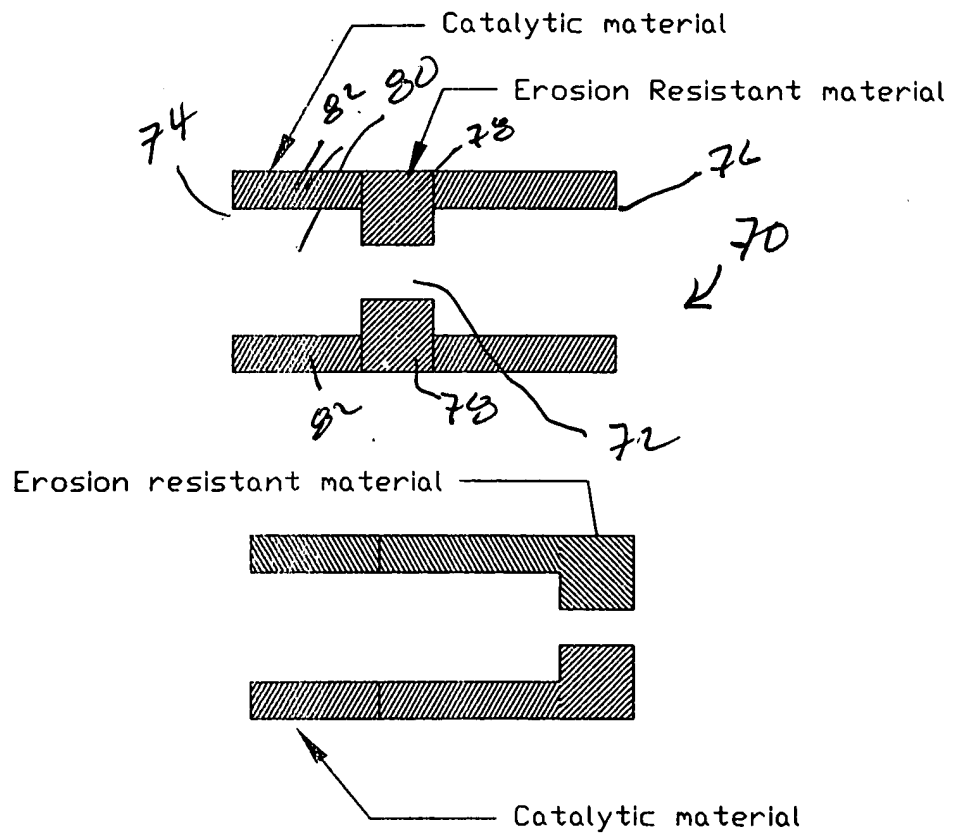 Catalytic material
82 80
Erosion Resistant material
74
78
76
70
82
78
72
Erosion resistant material
Catalytic material